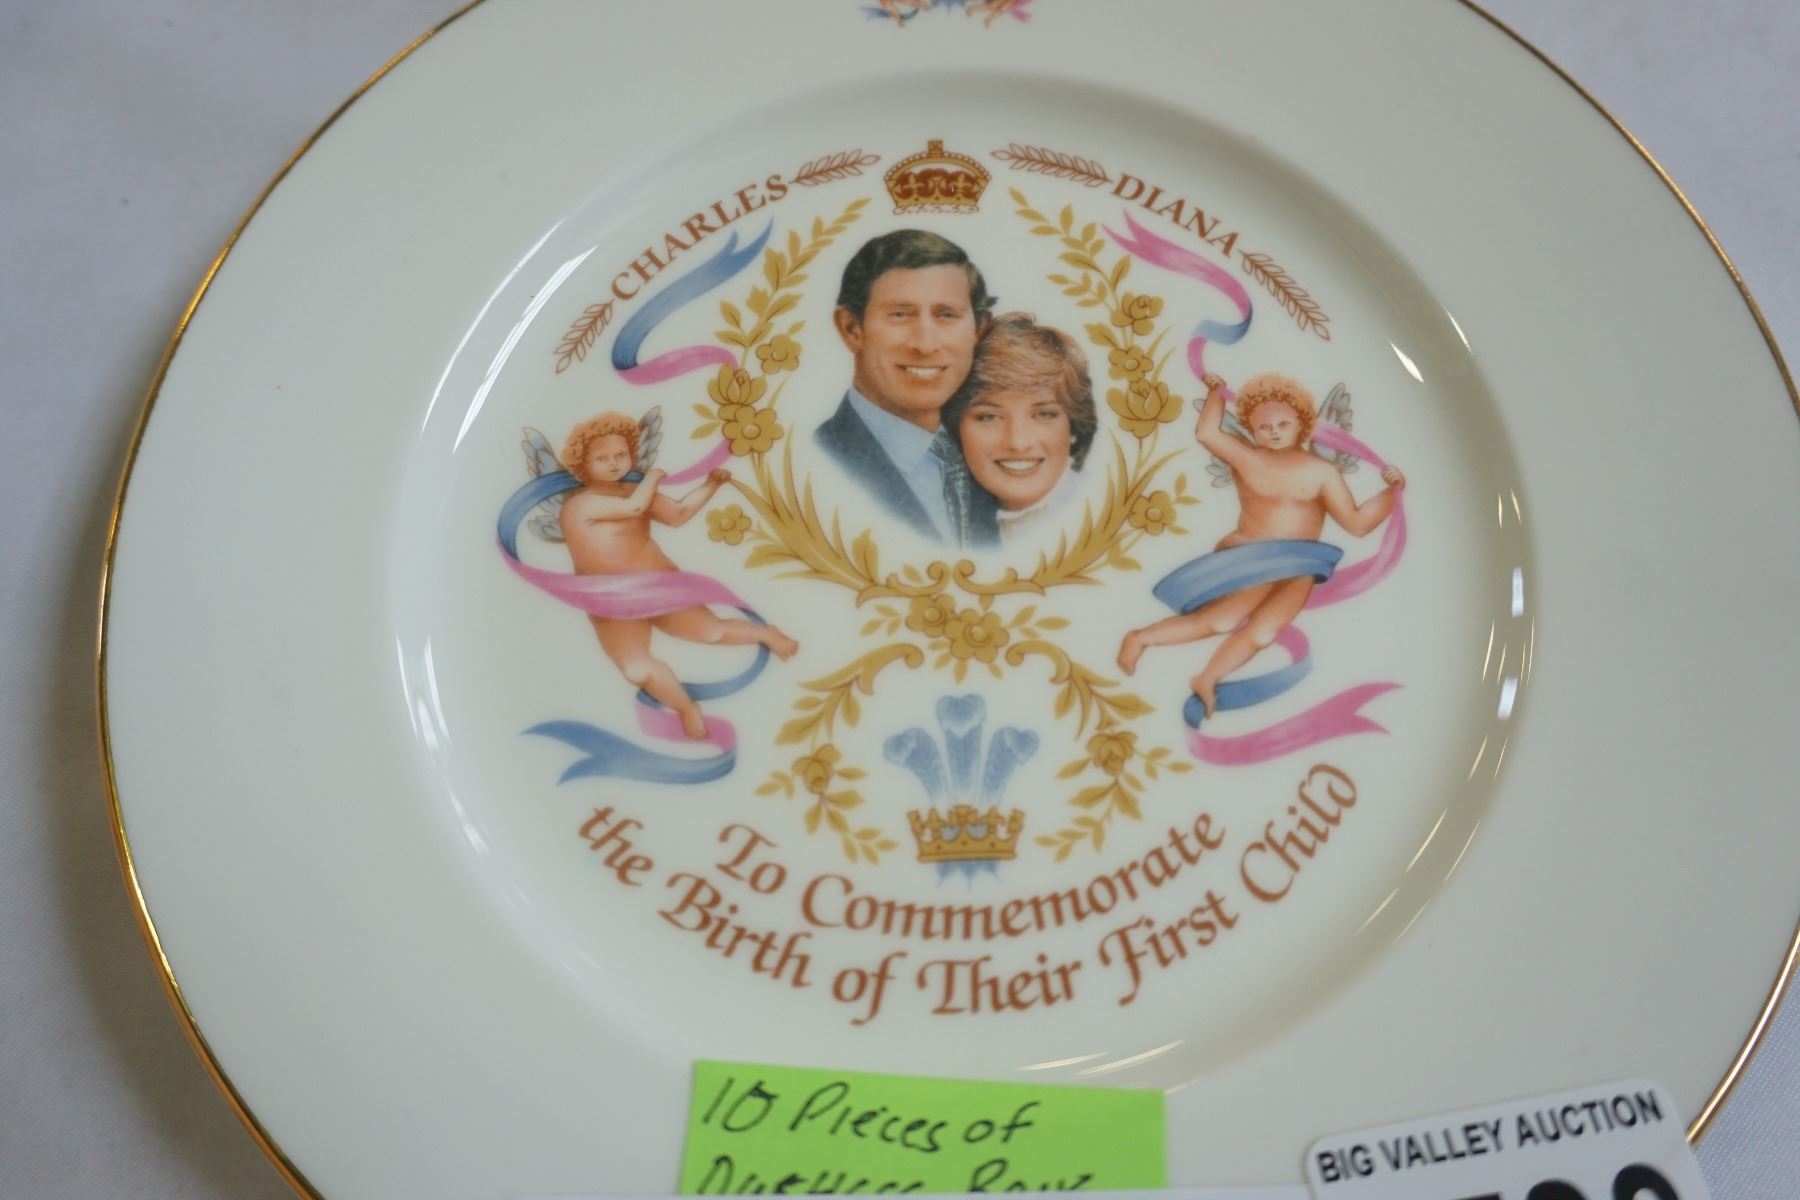 CHARLES
DIANA
To Commemorate
the Birth of Their First Child
10 Pieces of
BIG VALLEY AUCTION